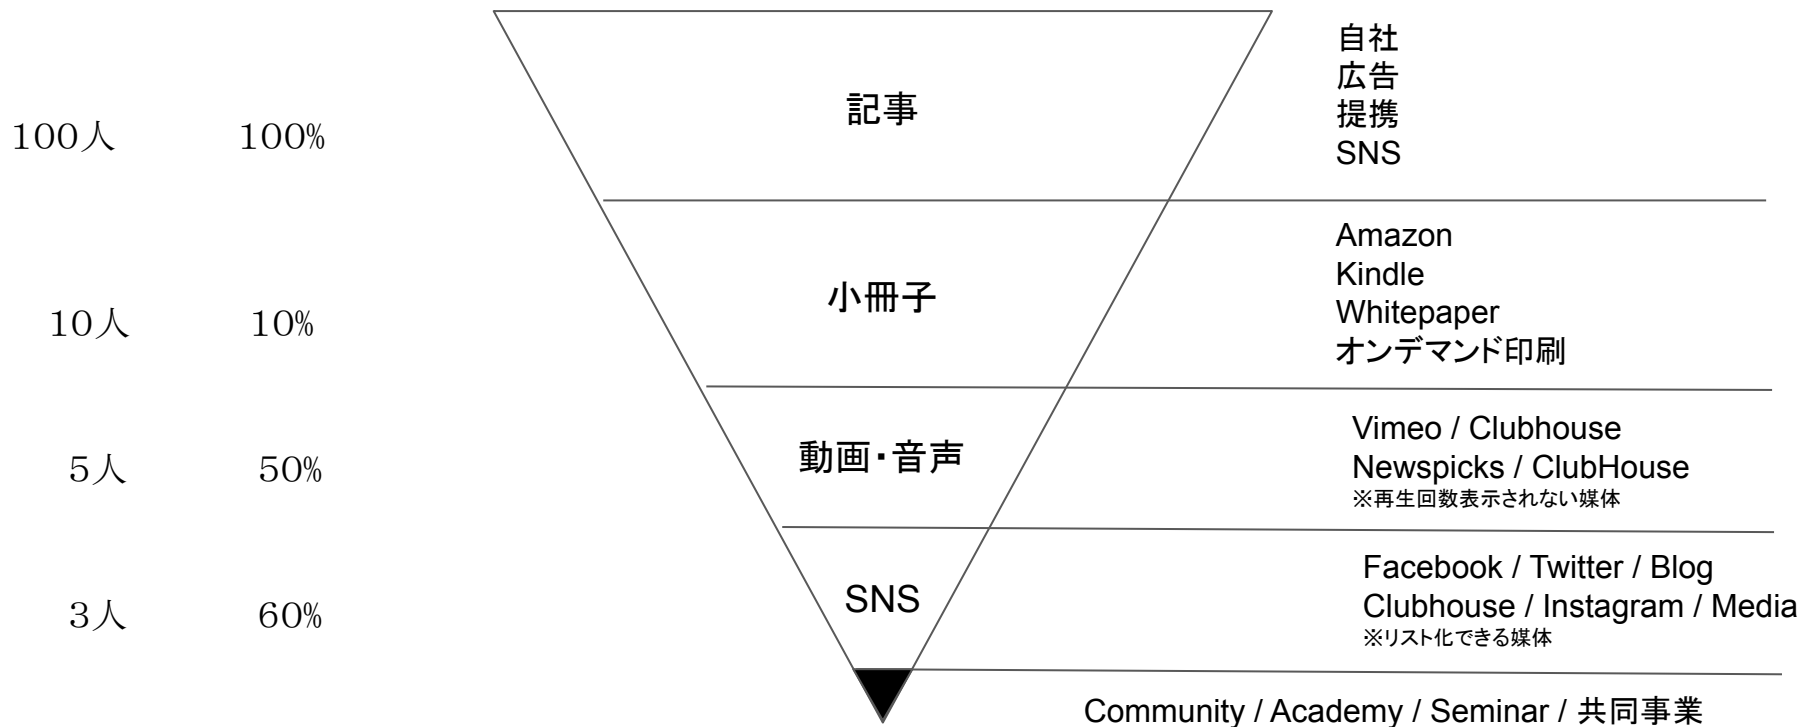 100人 100% 記事 自社
広告
提携
SNS
10人 10% 小冊子 Amazon
Kindle
Whitepaper
オンデマンド印刷
5人 50% 動画・音声 Vimeo / Clubhouse
Newspicks / ClubHouse
※再生回数表示されない媒体
3人 60% SNS Facebook / Twitter / Blog
Clubhouse / Instagram / Media
※リスト化できる媒体
Community / Academy / Seminar / 共同事業